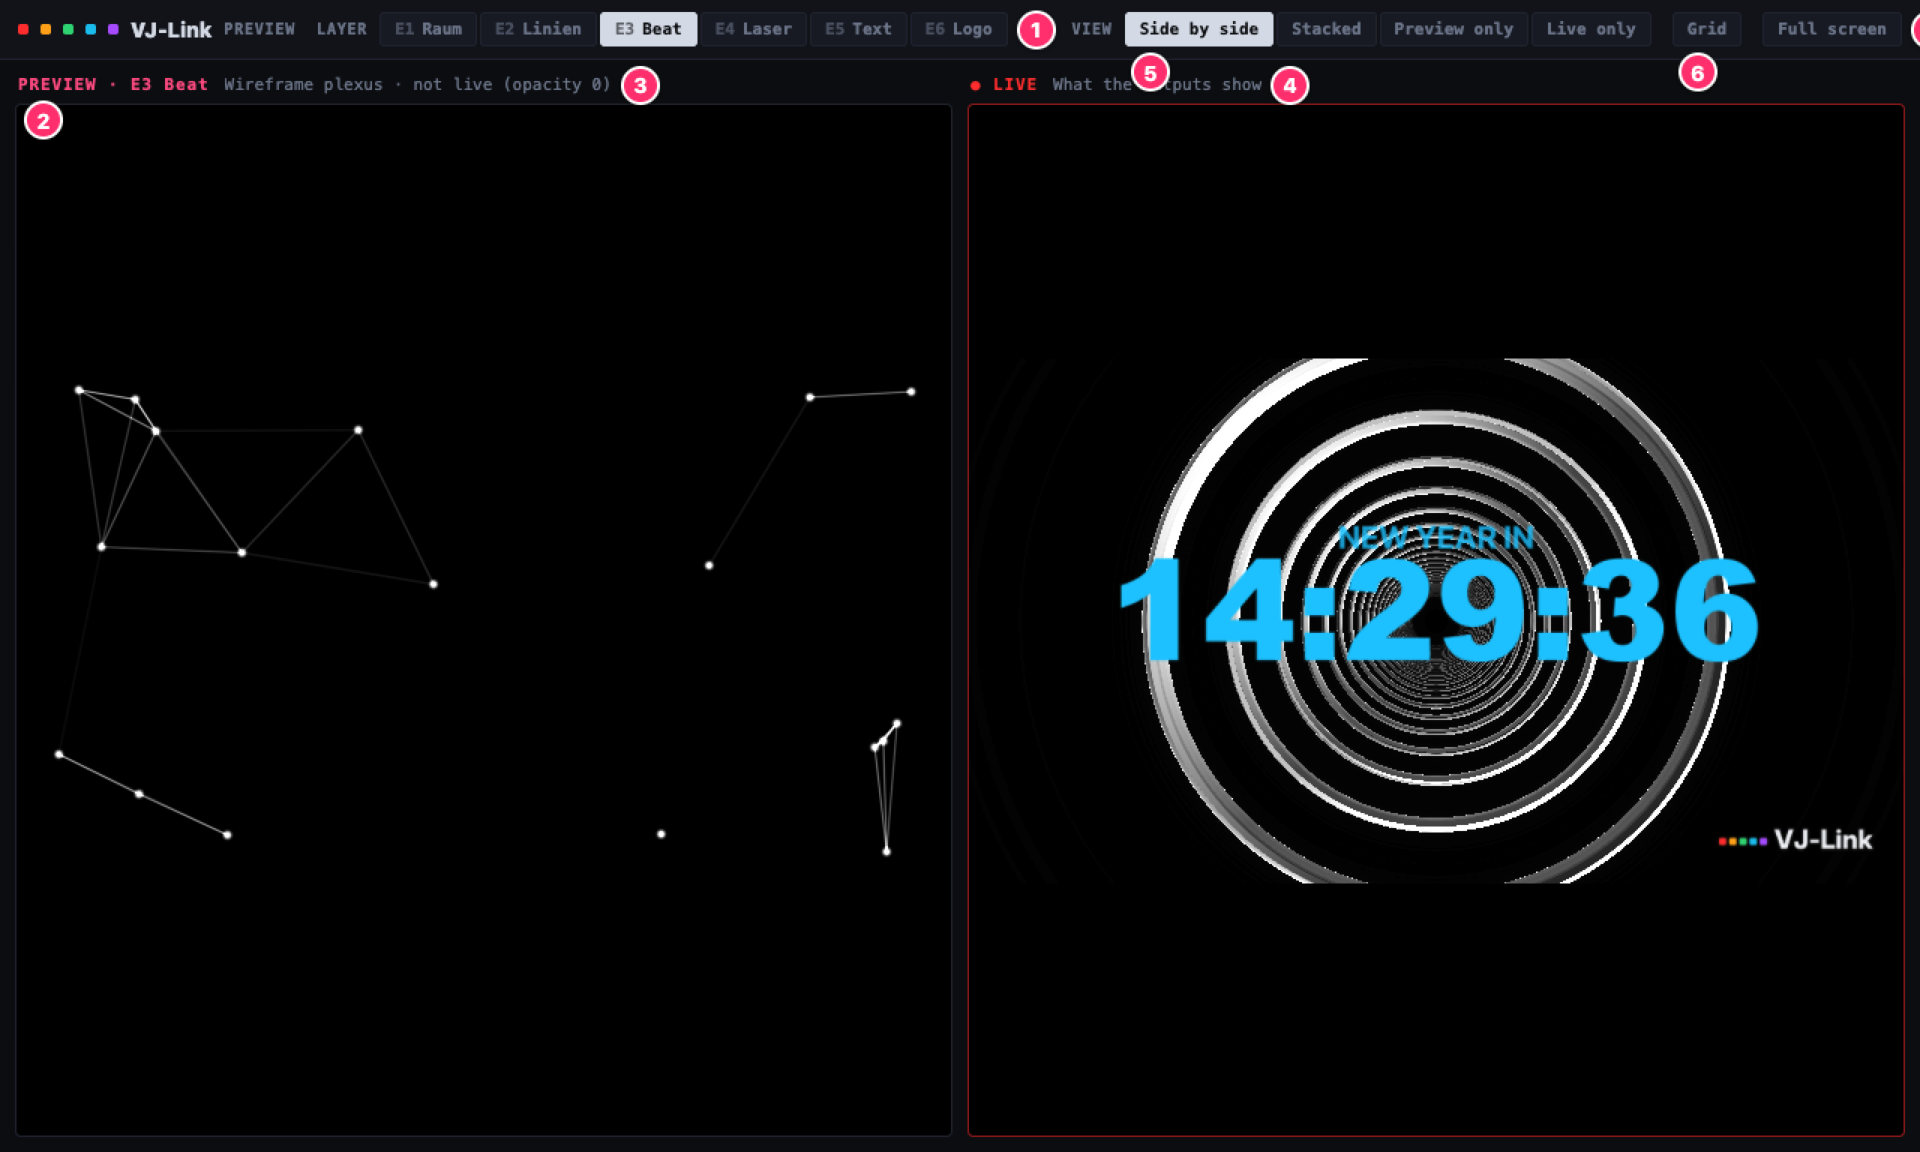 VJ-Link PREVIEW LAYER E1 Raum E2 Linien E3 Beat E4 Laser E5 Text E6 Logo 1 VIEW Side by side Stacked Preview only Live only Grid Full screen
PREVIEW · E3 Beat Wireframe plexus · not live (opacity 0) 3
LIVE What the puts show 4
5
6
2
NEW YEAR IN
14:29:36
VJ-Link